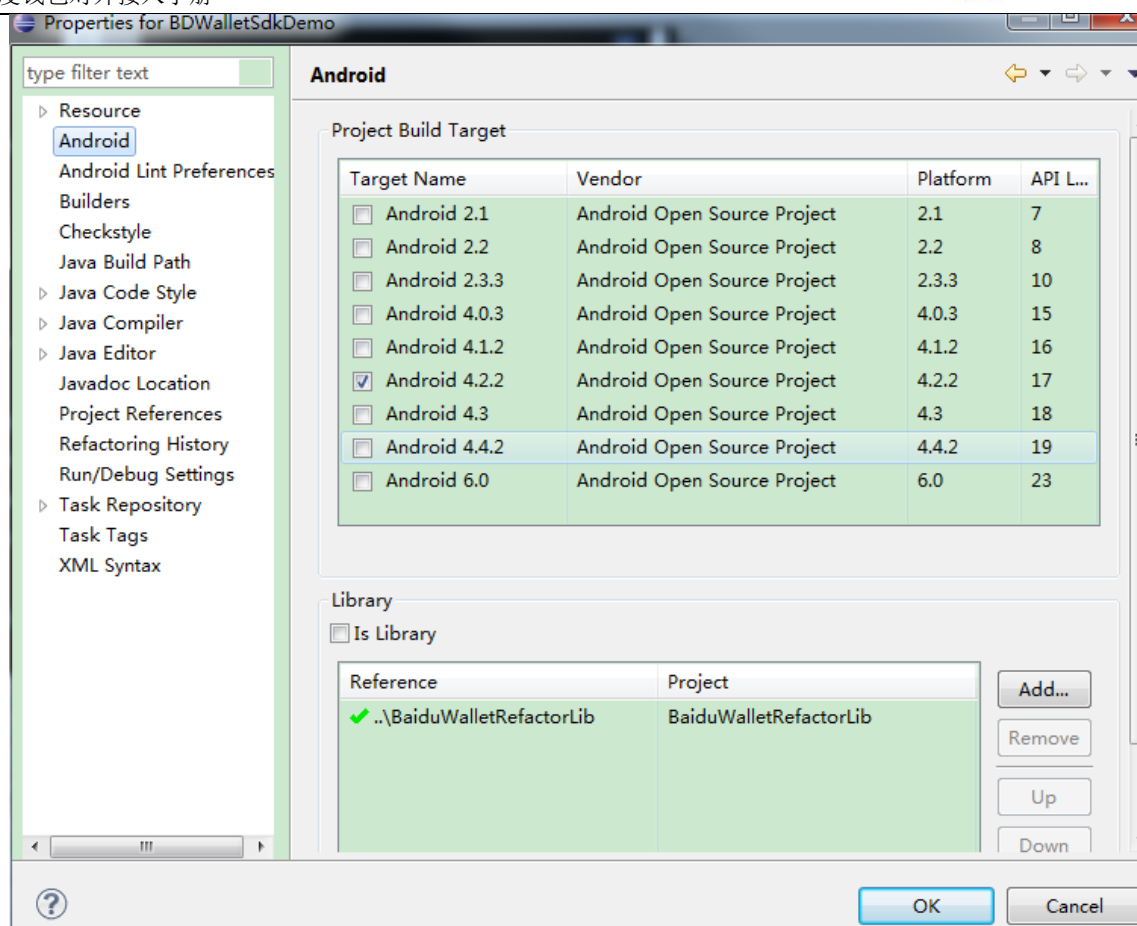 Properties for BDWalletSdkDemo
type filter text
Resource
Android
Android Lint Preferences
Builders
Checkstyle
Java Build Path
Java Code Style
Java Compiler
Java Editor
Javadoc Location
Project References
Refactoring History
Run/Debug Settings
Task Repository
Task Tags
XML Syntax
Android
Project Build Target
Target Name Vendor Platform API L...
Android 2.1 Android Open Source Project 2.1 7
Android 2.2 Android Open Source Project 2.2 8
Android 2.3.3 Android Open Source Project 2.3.3 10
Android 4.0.3 Android Open Source Project 4.0.3 15
Android 4.1.2 Android Open Source Project 4.1.2 16
Android 4.2.2 Android Open Source Project 4.2.2 17
Android 4.3 Android Open Source Project 4.3 18
Android 4.4.2 Android Open Source Project 4.4.2 19
Android 6.0 Android Open Source Project 6.0 23
Library
Is Library
Reference Project
..\BaiduWalletRefactorLib BaiduWalletRefactorLib
Add...
Remove
Up
Down
OK Cancel